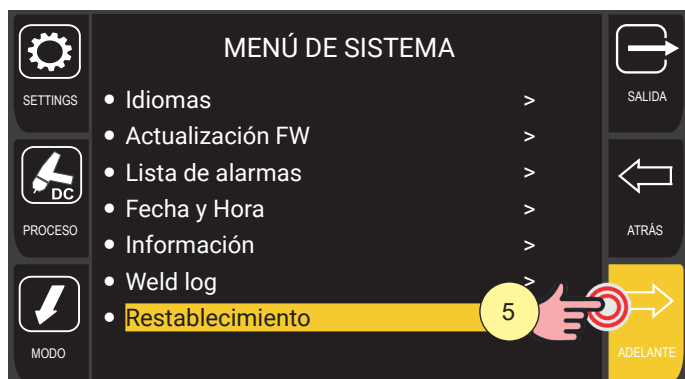 MENÚ DE SISTEMA
SETTINGS
SALIDA
• Idiomas >
• Actualización FW >
• Lista de alarmas >
DC
• Fecha y Hora >
PROCESO
ATRÁS
• Información >
• Weld log >
• Restablecimiento
5
MODO
ADELANTE